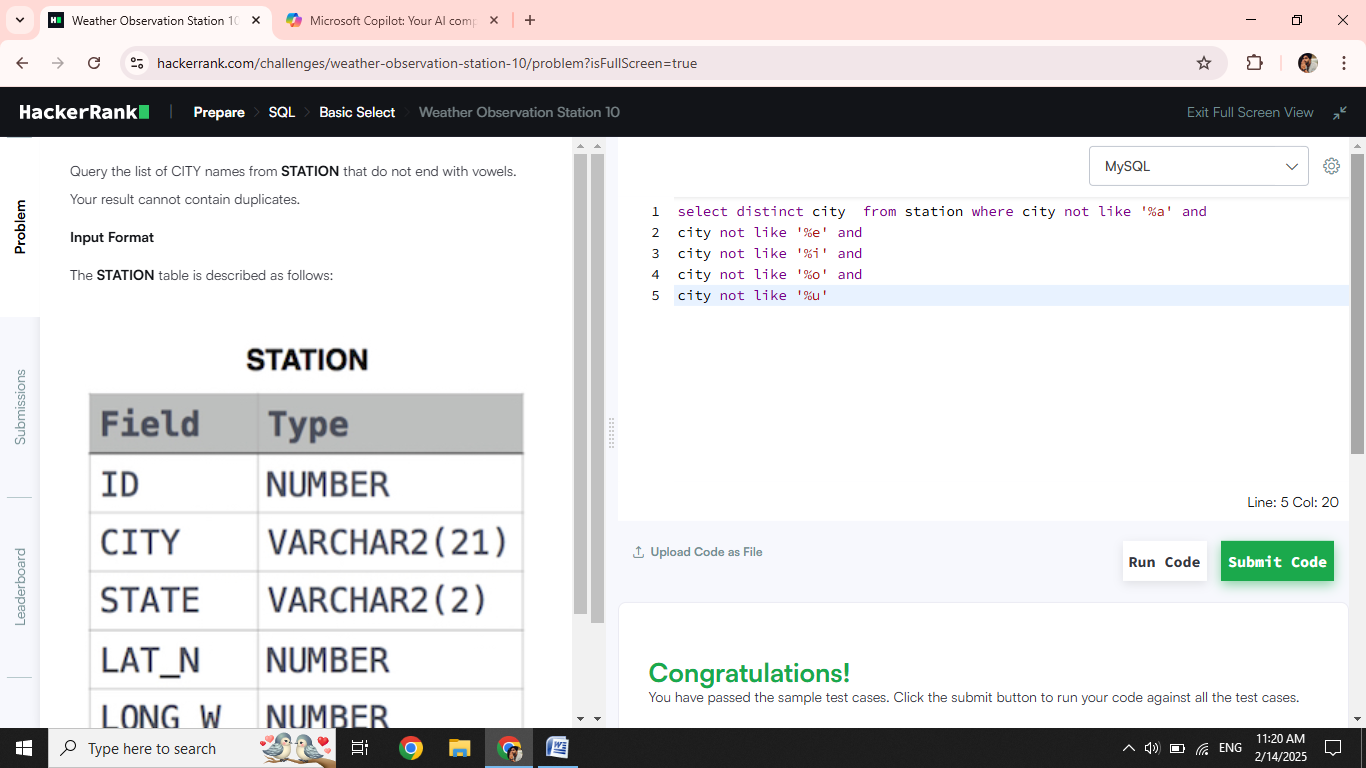 Weather Observation Station 10
Microsoft Copilot: Your AI comp
hackerrank.com/challenges/weather-observation-station-10/problem?isFullScreen=true
HackerRank
Prepare
SQL
Basic Select
Weather Observation Station 10
Exit Full Screen View
Problem
Submissions
Leaderboard
Query the list of CITY names from STATION that do not end with vowels.
Your result cannot contain duplicates.
Input Format
The STATION table is described as follows:
STATION
Field Type
ID NUMBER
CITY VARCHAR2(21)
STATE VARCHAR2(2)
LAT_N NUMBER
LONG_W NUMBER
MySQL
1 select distinct city  from station where city not like '%a' and
2 city not like '%e' and
3 city not like '%i' and
4 city not like '%o' and
5 city not like '%u'
Line: 5 Col: 20
Upload Code as File
Run Code
Submit Code
Congratulations!
You have passed the sample test cases. Click the submit button to run your code against all the test cases.
Type here to search
ENG
11:20 AM
2/14/2025